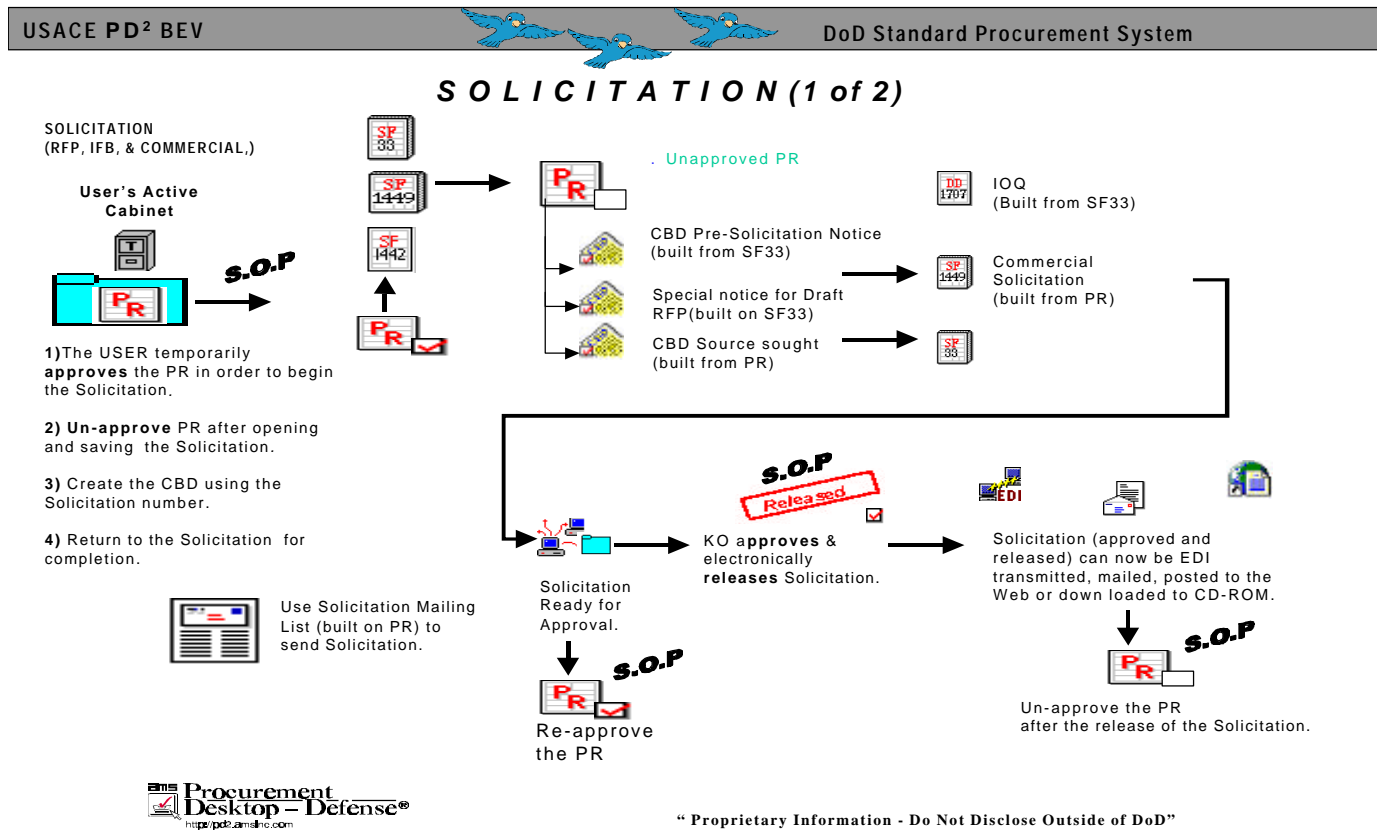 USACE PD² BEV
DoD Standard Procurement System
S O L I C I T A T I O N (1 of 2)
SOLICITATION
(RFP, IFB, & COMMERCIAL,)
User's Active
Cabinet
T
PR
S.O.P
SF
33
SF
1449
SF
1442
PR
1)The USER temporarily
approves the PR in order to begin
the Solicitation.
2) Un-approve PR after opening
and saving the Solicitation.
3) Create the CBD using the
Solicitation number.
4) Return to the Solicitation for
completion.
PR
. Unapproved PR
CBD Pre-Solicitation Notice
(built from SF33)
Special notice for Draft
RFP(built on SF33)
CBD Source sought
(built from PR)
DD
1707
IOQ
(Built from SF33)
SF
1449
Commercial
Solicitation
(built from PR)
SF
33
Use Solicitation Mailing
List (built on PR) to
send Solicitation.
Solicitation
Ready for
Approval.
S.O.P
PR
Re-approve
the PR
S.O.P
Released
KO approves &
electronically
releases Solicitation.
EDI
Solicitation (approved and
released) can now be EDI
transmitted, mailed, posted to the
Web or down loaded to CD-ROM.
S.O.P
PR
Un-approve the PR
after the release of the Solicitation.
ams Procurement
Desktop – Defense®
http://pd2.amsinc.com
“ Proprietary Information - Do Not Disclose Outside of DoD”